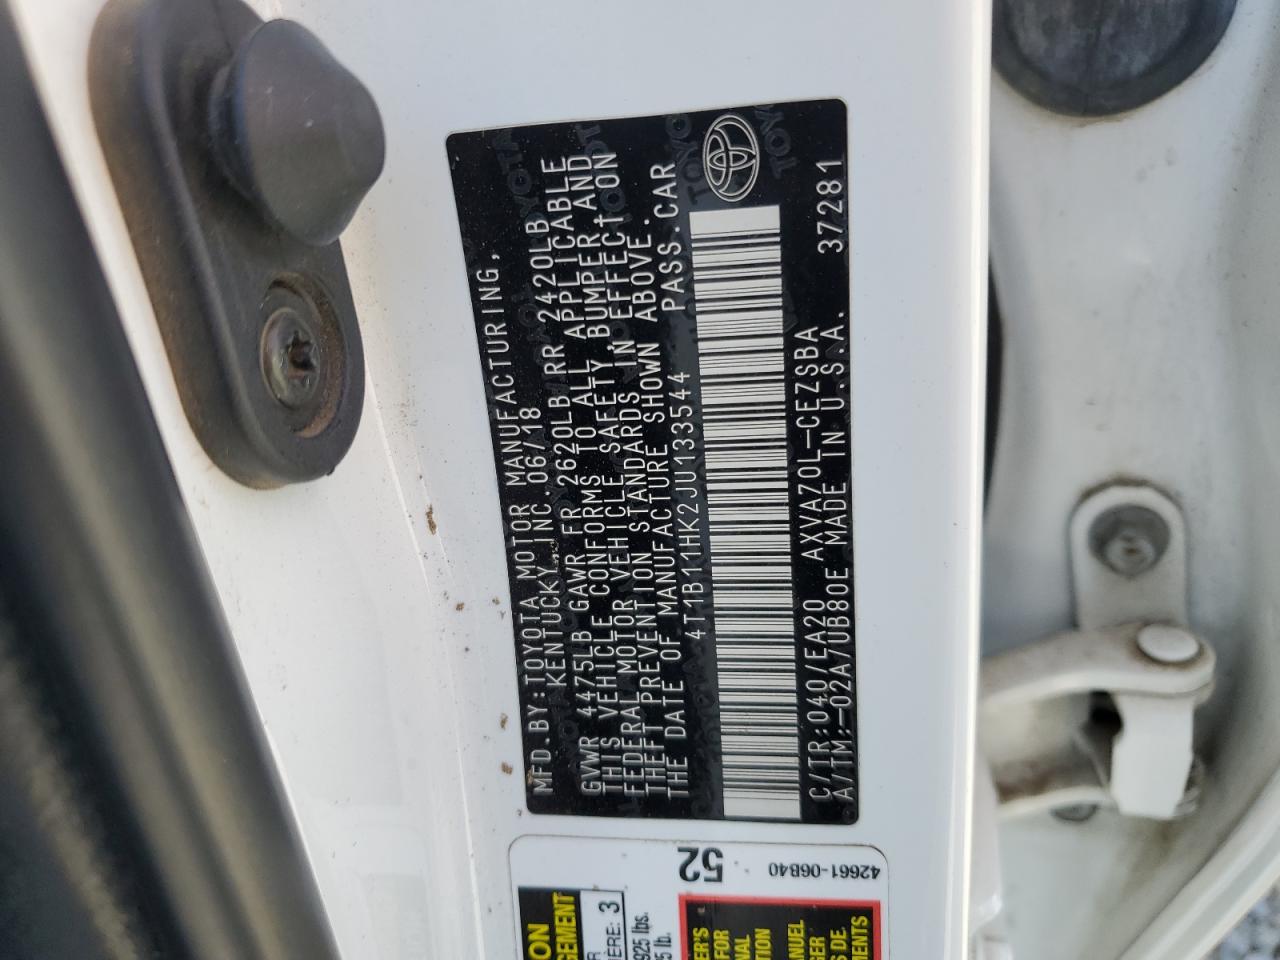 MFD. BY: TOYOTA MOTOR MANUFACTURING,
KENTUCKY, INC. 06/18
GVWR 4475LB GAWR FR 2620LB RR 2420LB
THIS VEHICLE CONFORMS TO ALL APPLICABLE
FEDERAL MOTOR VEHICLE SAFETY, BUMPER, AND
THEFT PREVENTION STANDARDS IN EFFECT ON
THE DATE OF MANUFACTURE SHOWN ABOVE.
4T1B11HK2JU133544 PASS.CAR
C/TR:040/EA20 AXVA70L-CEZSBA 37281
A/TM:-02A/UB80E MADE IN U.S.A.
52
42661-06B40
3
925 lbs.